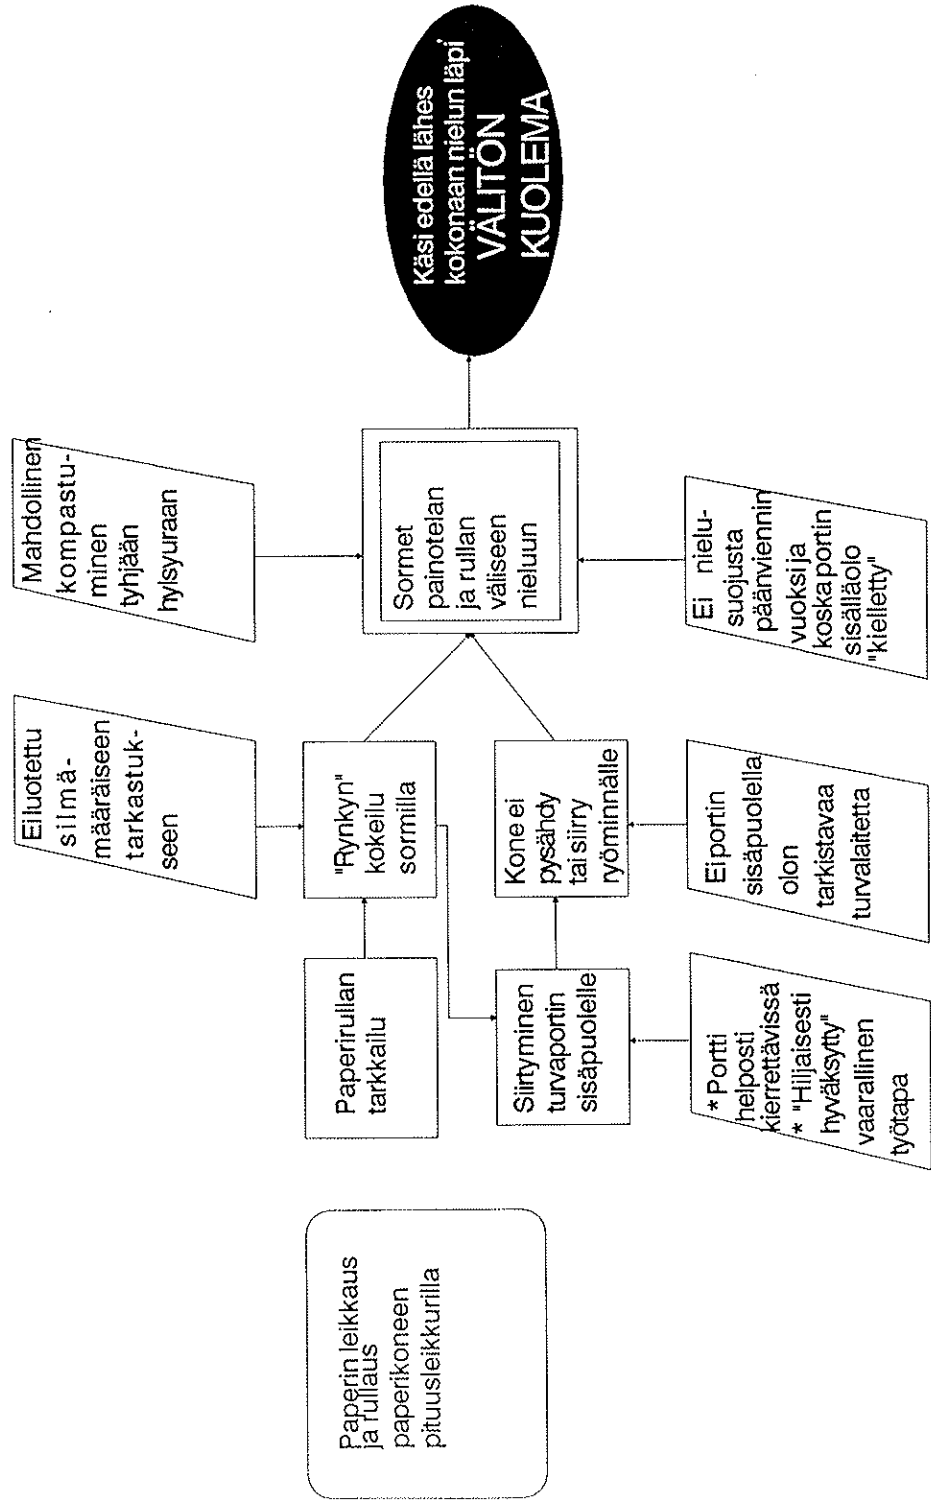 Paperin leikkaus
ja rullaus
paperikoneen
pituusleikkurilla
Paperirullan
tarkkailu
"Rynkyn"
kokeilu
sormilla
Ei luotettu
silmä-
määräiseen
tarkastuk-
seen
Siirtyminen
turvaportin
sisäpuolelle
* Portti
helposti
kierrettävissä
* "Hiljaisesti
hyväksytty"
vaarallinen
työtapa
Kone ei
pysähdy
tai siirry
ryöminnälle
Ei portin
sisäpuolella
olon
tarkistavaa
turvalaitetta
Mahdollinen
kompastu-
minen
tyhjään
hylsyuraan
Sormet
painotelan
ja rullan
väliseen
nieluun
Ei nielu-
suojusta
päänviennin
vuoksi ja
koska portin
sisälläolo
"kielletty"
Käsi edellä lähes
kokonaan nielun läpi
VÄLITÖN
KUOLEMA